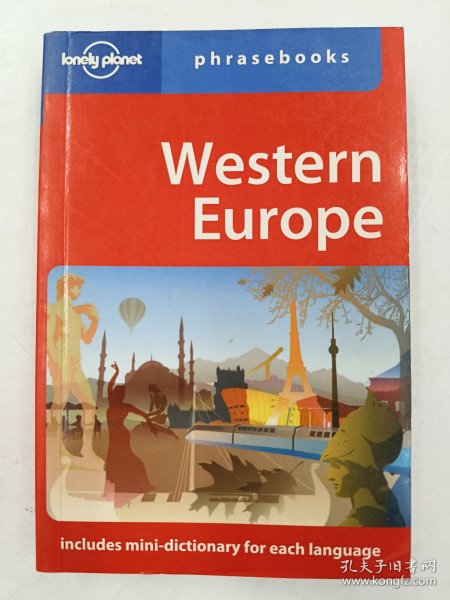 lonely planet
phrasebooks
Western
Europe
includes mini-dictionary for each language
孔夫子旧书网
www.kongfz.com